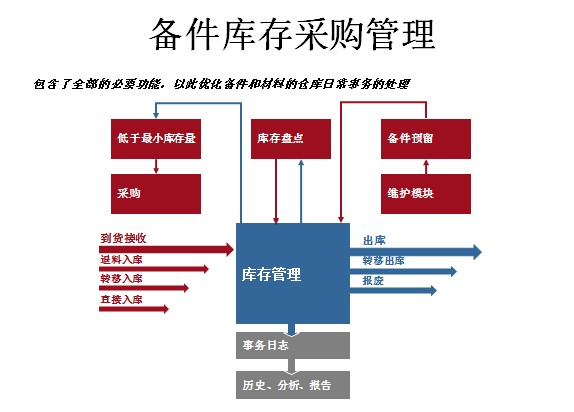 备件库存采购管理
包含了全部的必要功能，以此优化备件和材料的仓库日常事务的处理
低于最小库存量
库存盘点
备件预留
采购
维护模块
到货接收
退料入库
转移入库
直接入库
库存管理
出库
转移出库
报废
事务日志
历史、分析、报告